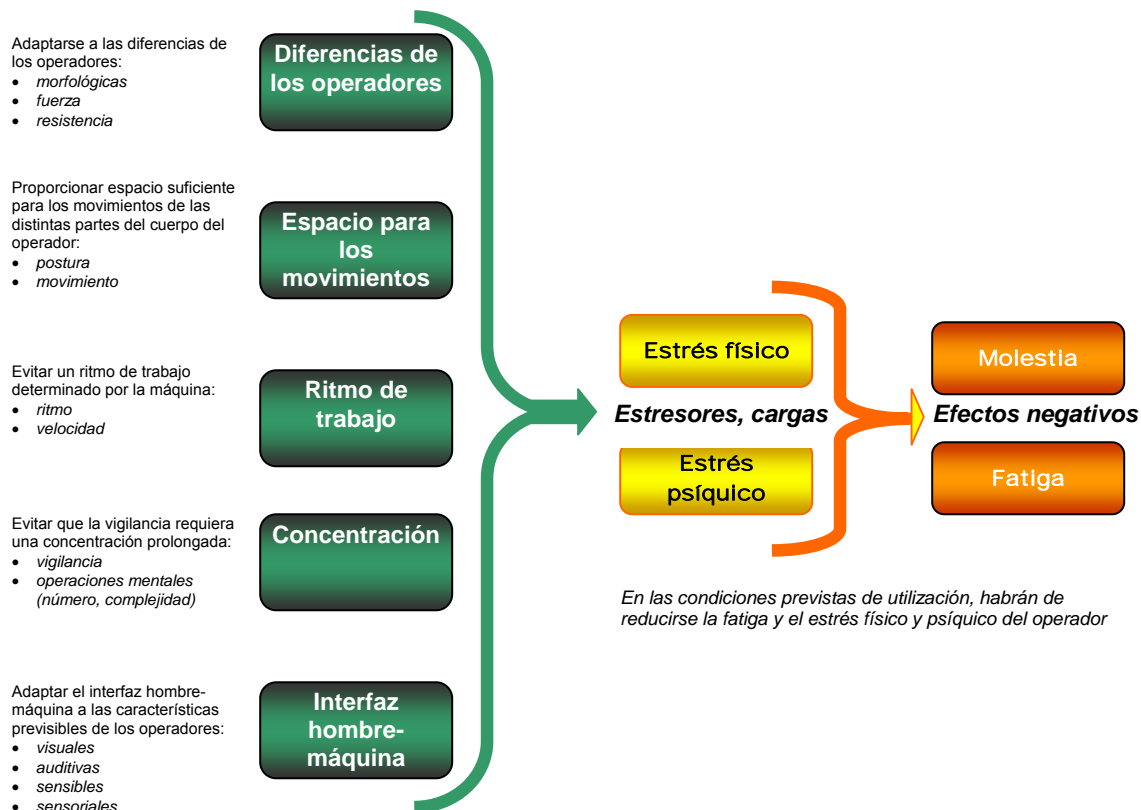 Adaptarse a las diferencias de
los operadores:
• morfológicas
• fuerza
• resistencia
Diferencias de
los operadores
Proporcionar espacio suficiente
para los movimientos de las
distintas partes del cuerpo del
operador:
• postura
• movimiento
Espacio para
los
movimientos
Evitar un ritmo de trabajo
determinado por la máquina:
• ritmo
• velocidad
Ritmo de
trabajo
Evitar que la vigilancia requiera
una concentración prolongada:
• vigilancia
• operaciones mentales
(número, complejidad)
Concentración
Adaptar el interfaz hombre-
máquina a las características
previsibles de los operadores:
• visuales
• auditivas
• sensibles
• sensoriales
Interfaz
hombre-
máquina
Estrés físico
Estresores, cargas
Estrés
psíquico
Molestia
Efectos negativos
Fatiga
En las condiciones previstas de utilización, habrán de
reducirse la fatiga y el estrés físico y psíquico del operador